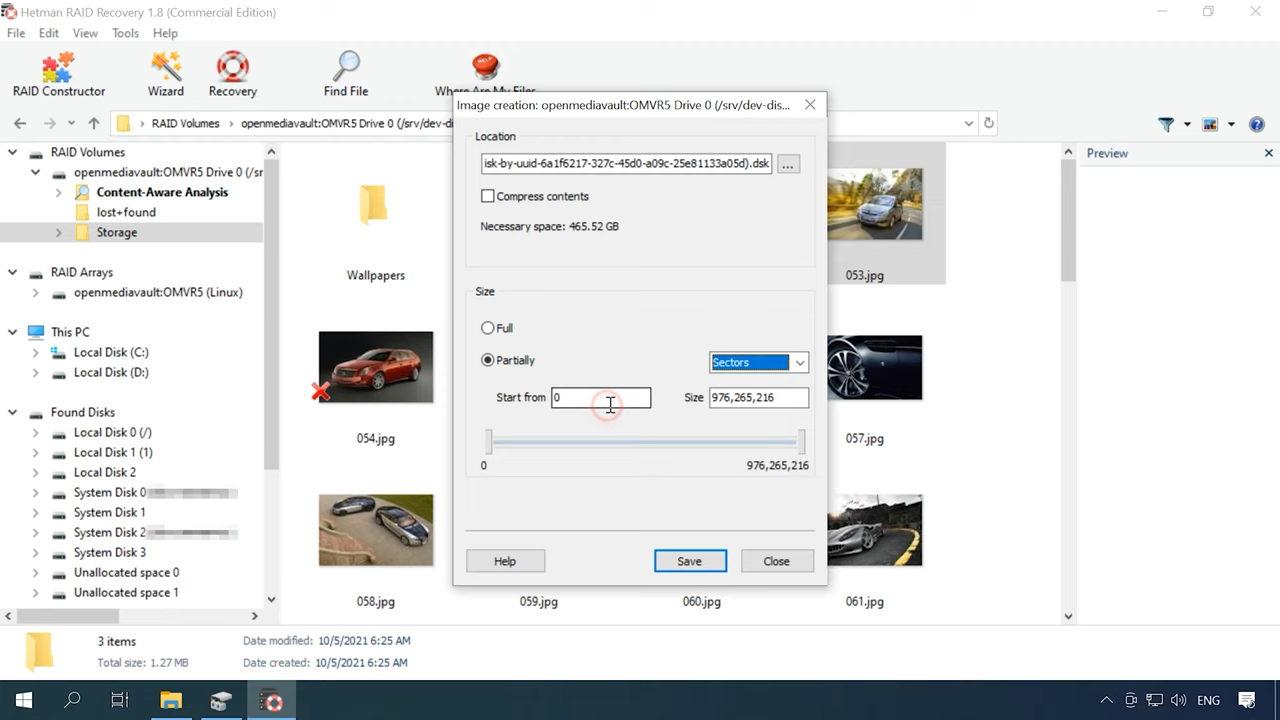 Hetman RAID Recovery 1.8 (Commercial Edition)
File Edit View Tools Help
RAID Constructor Wizard Recovery Find File Where Are My Files
RAID Volumes openmediavault:OMVR5 Drive 0 (/srv/dev-d
RAID Volumes
openmediavault:OMVR5 Drive 0 (/sr
Content-Aware Analysis
lost+found
Storage
RAID Arrays
openmediavault:OMVR5 (Linux)
This PC
Local Disk (C:)
Local Disk (D:)
Found Disks
Local Disk 0 (/)
Local Disk 1 (1)
Local Disk 2
System Disk 0
System Disk 1
System Disk 2
System Disk 3
Unallocated space 0
Unallocated space 1
Wallpapers
053.jpg
054.jpg
057.jpg
058.jpg
059.jpg
060.jpg
061.jpg
Preview
Image creation: openmediavault:OMVR5 Drive 0 (/srv/dev-dis...
Location
isk-by-uuid-6a1f6217-327c-45d0-a09c-25e81133a05d).dsk ...
Compress contents
Necessary space: 465.52 GB
Size
Full
Partially Sectors
Start from 0 Size 976,265,216
0 976,265,216
Help Save Close
3 items Date modified: 10/5/2021 6:25 AM
Total size: 1.27 MB Date created: 10/5/2021 6:25 AM
ENG